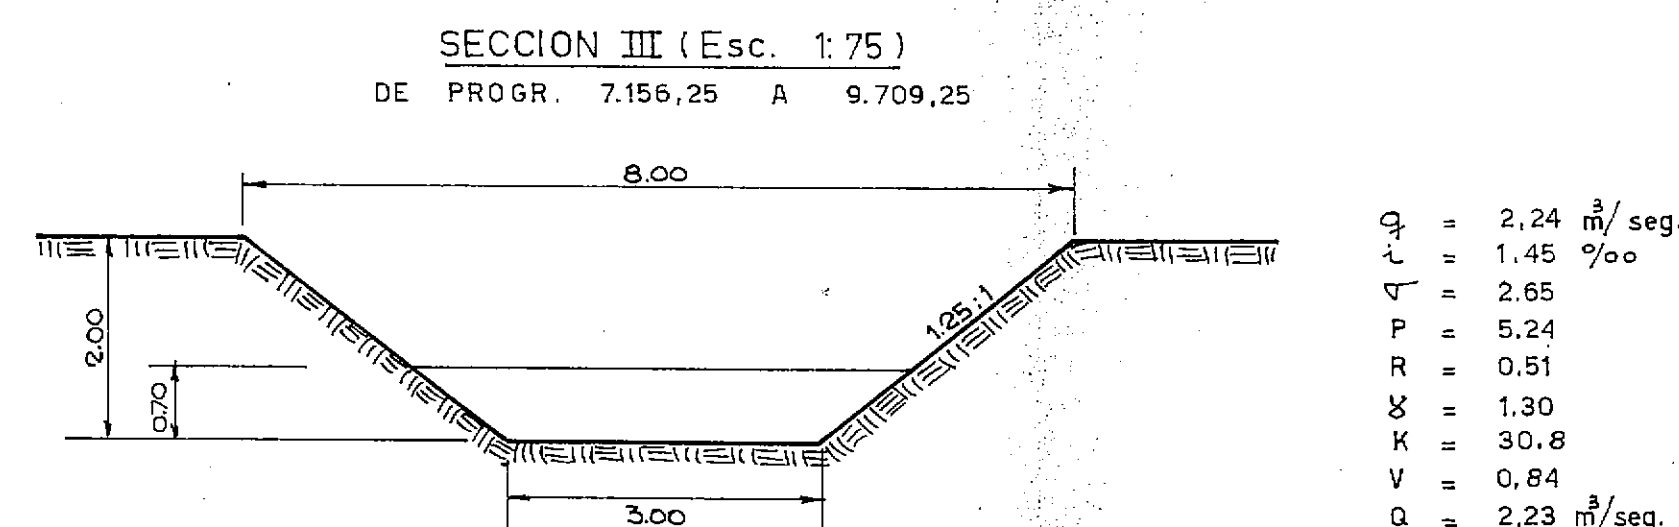 SECCION III (Esc. 1:75)
DE PROGR. 7.156,25 A 9.709,25
8.00
2.00
0.70
1.25:1
3.00
q = 2,24 m³/seg.
i = 1.45 ‰
σ = 2.65
P = 5.24
R = 0.51
γ = 1.30
K = 30.8
V = 0,84
Q = 2,23 m³/seg.